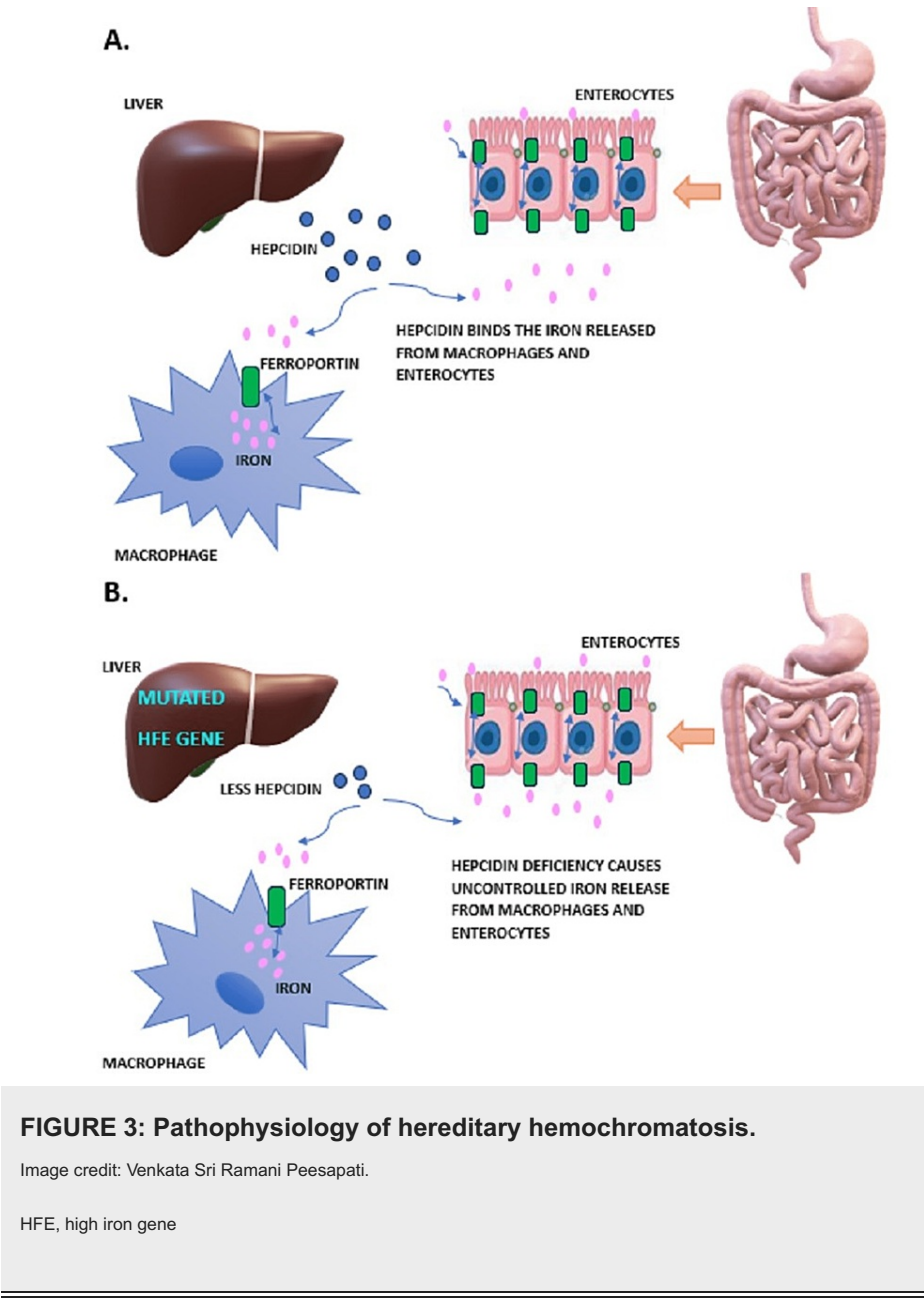 A.
LIVER
ENTEROCYTES
HEPCIDIN
HEPCIDIN BINDS THE IRON RELEASED
FROM MACROPHAGES AND
ENTEROCYTES
FERROPORTIN
IRON
MACROPHAGE
B.
ENTEROCYTES
LIVER
MUTATED
HFE GENE
LESS HEPCIDIN
HEPCIDIN DEFICIENCY CAUSES
UNCONTROLLED IRON RELEASE
FROM MACROPHAGES AND
ENTEROCYTES
FERROPORTIN
IRON
MACROPHAGE
FIGURE 3: Pathophysiology of hereditary hemochromatosis.
Image credit: Venkata Sri Ramani Peesapati.
HFE, high iron gene